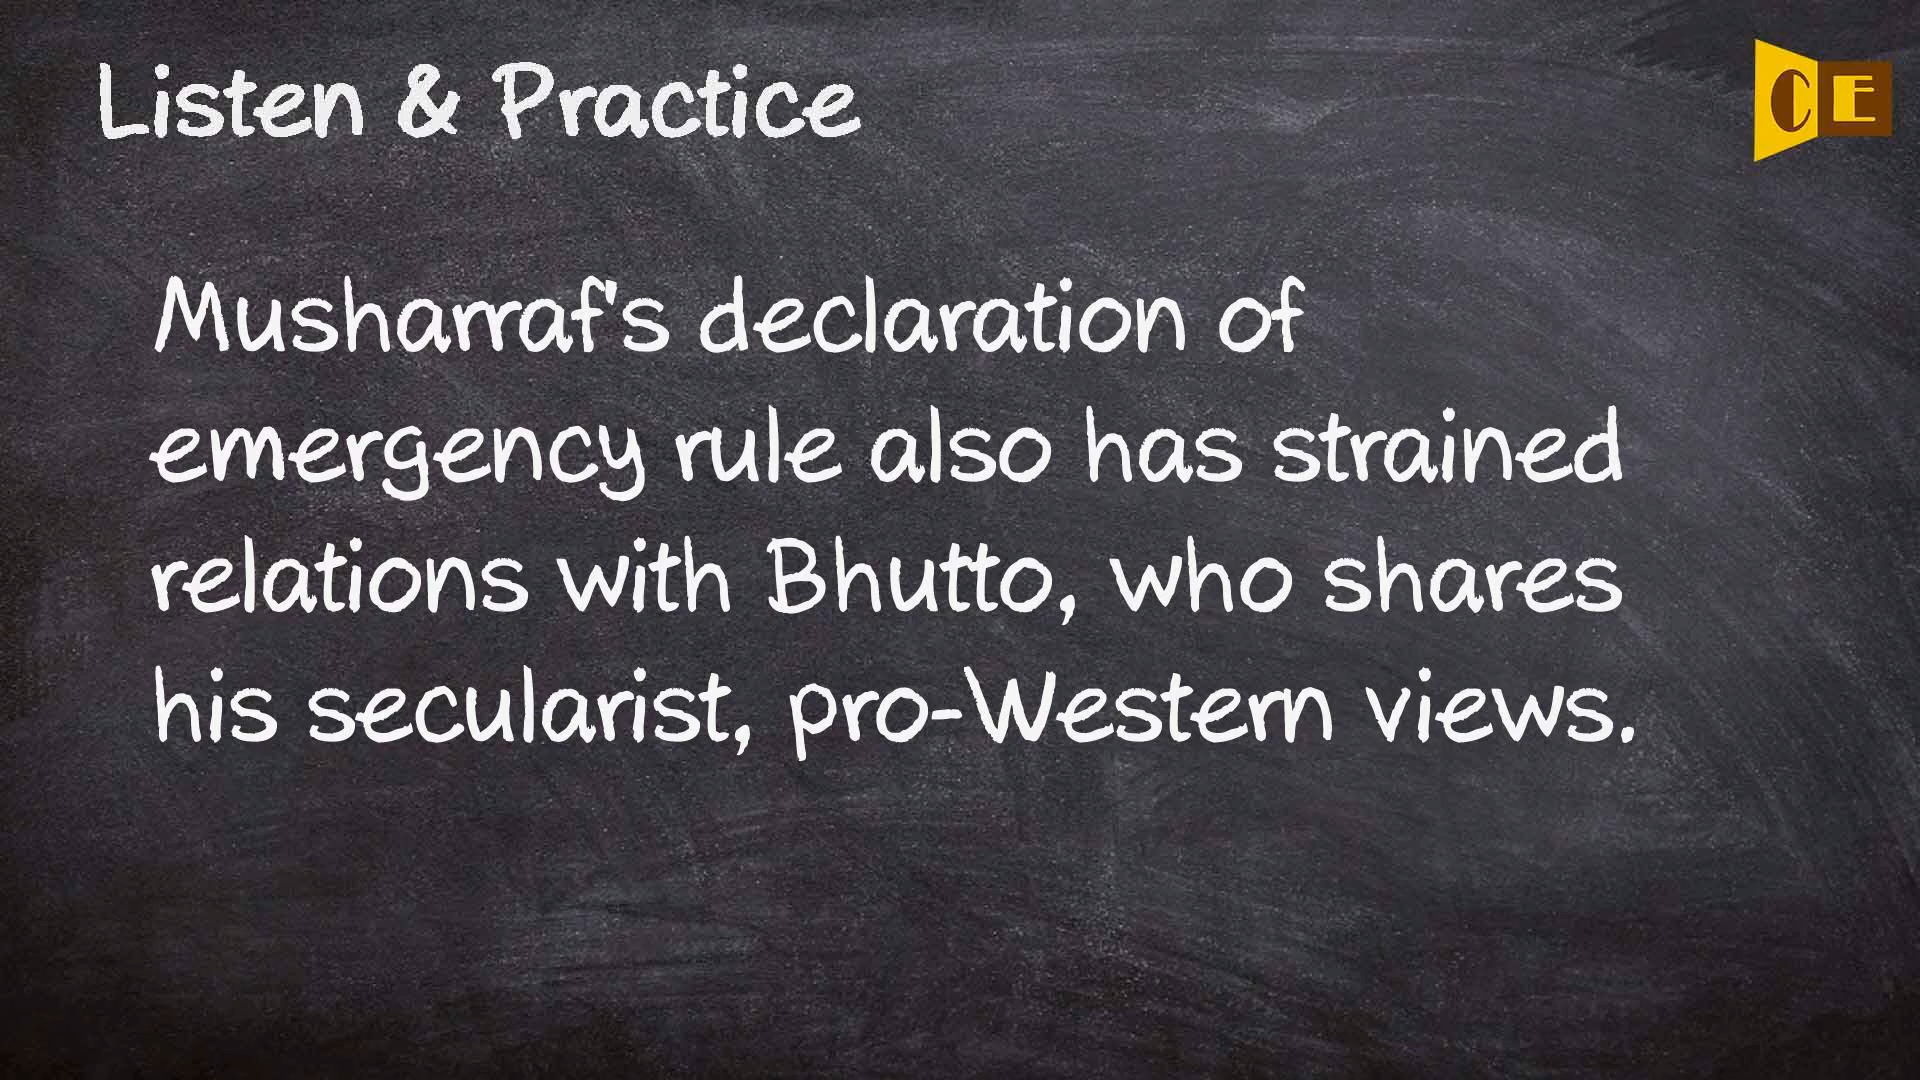 Listen & Practice
CE
Musharraf's declaration of
emergency rule also has strained
relations with Bhutto, who shares
his secularist, pro-Western views.